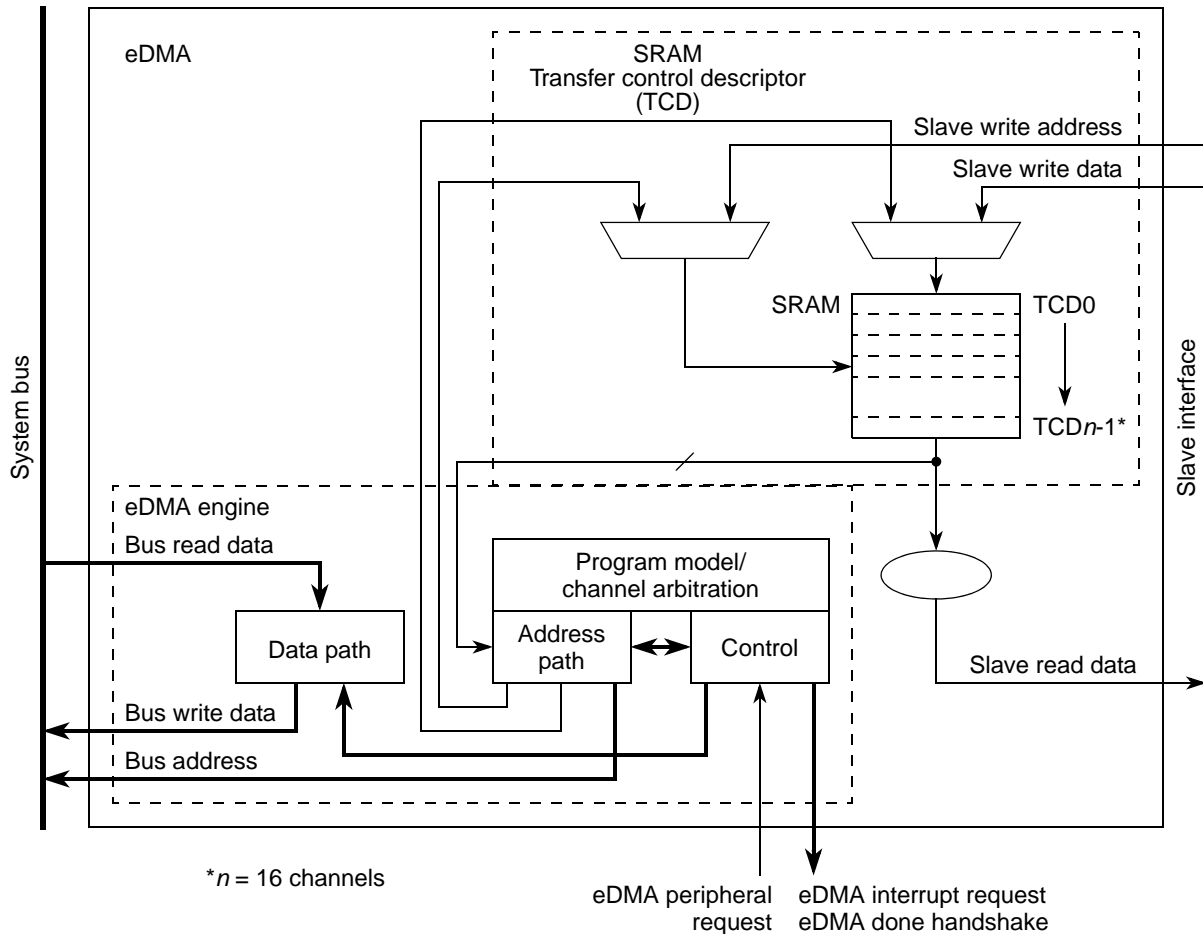 eDMA
SRAM
Transfer control descriptor
(TCD)
Slave write address
Slave write data
SRAM
TCD0
TCDn-1*
System bus
Slave interface
eDMA engine
Bus read data
Program model/
channel arbitration
Data path
Address
path
Control
Slave read data
Bus write data
Bus address
*n = 16 channels
eDMA peripheral
request
eDMA interrupt request
eDMA done handshake